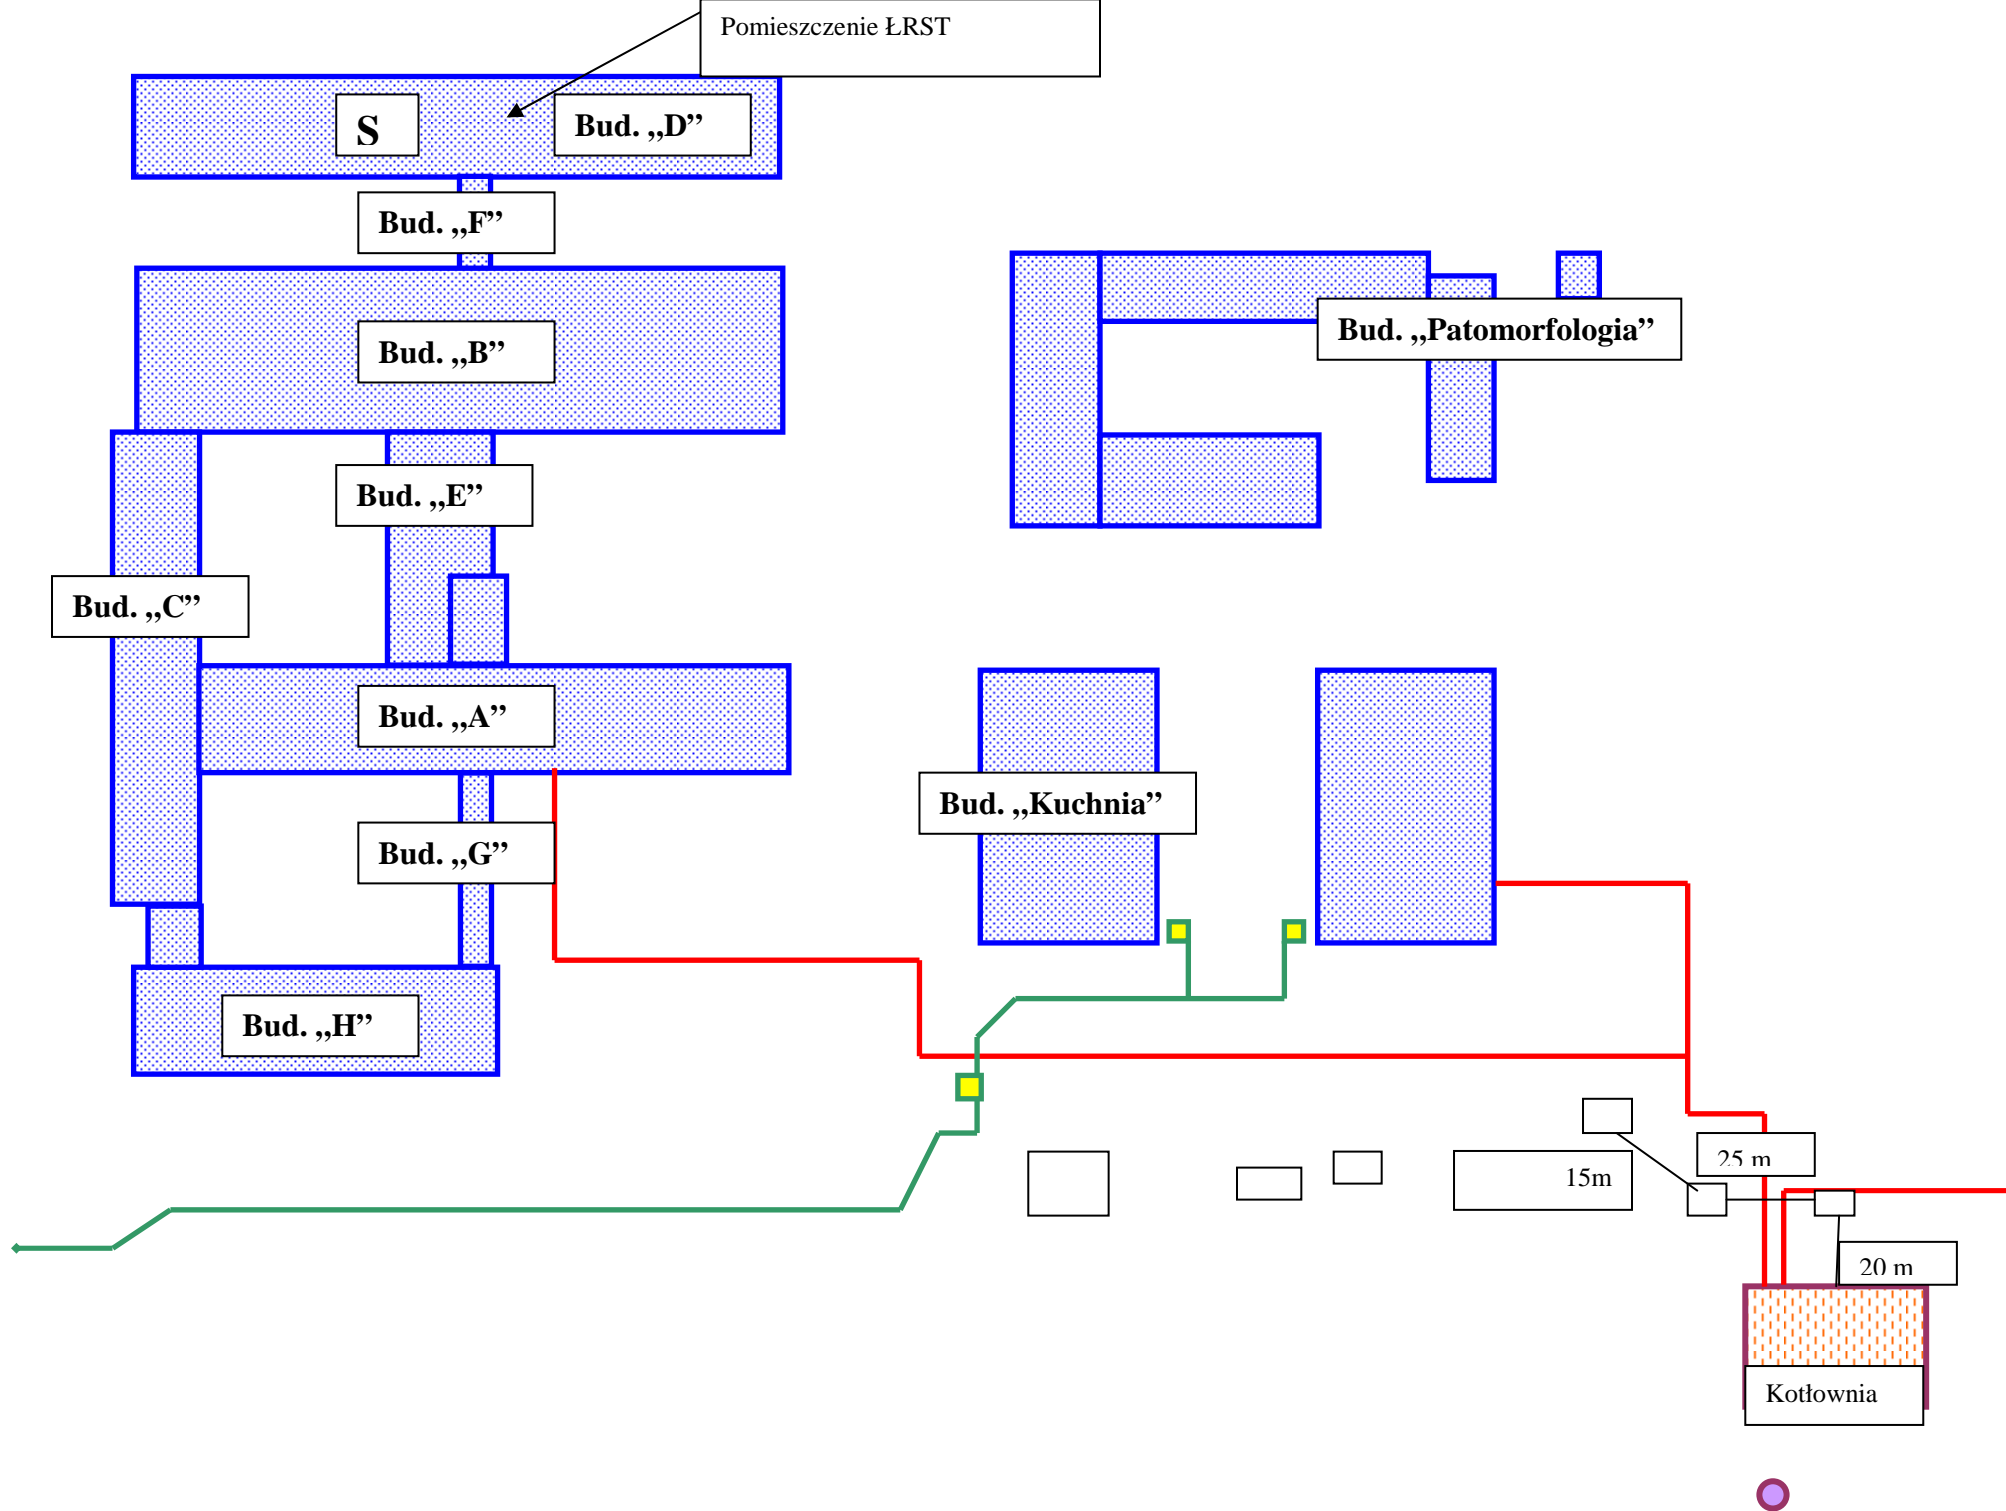 Pomieszczenie ŁRST
S
Bud. „D”
Bud. „F”
Bud. „B”
Bud. „Patomorfologia”
Bud. „E”
Bud. „C”
Bud. „A”
Bud. „Kuchnia”
Bud. „G”
Bud. „H”
25 m
15m
20 m
Kotłownia